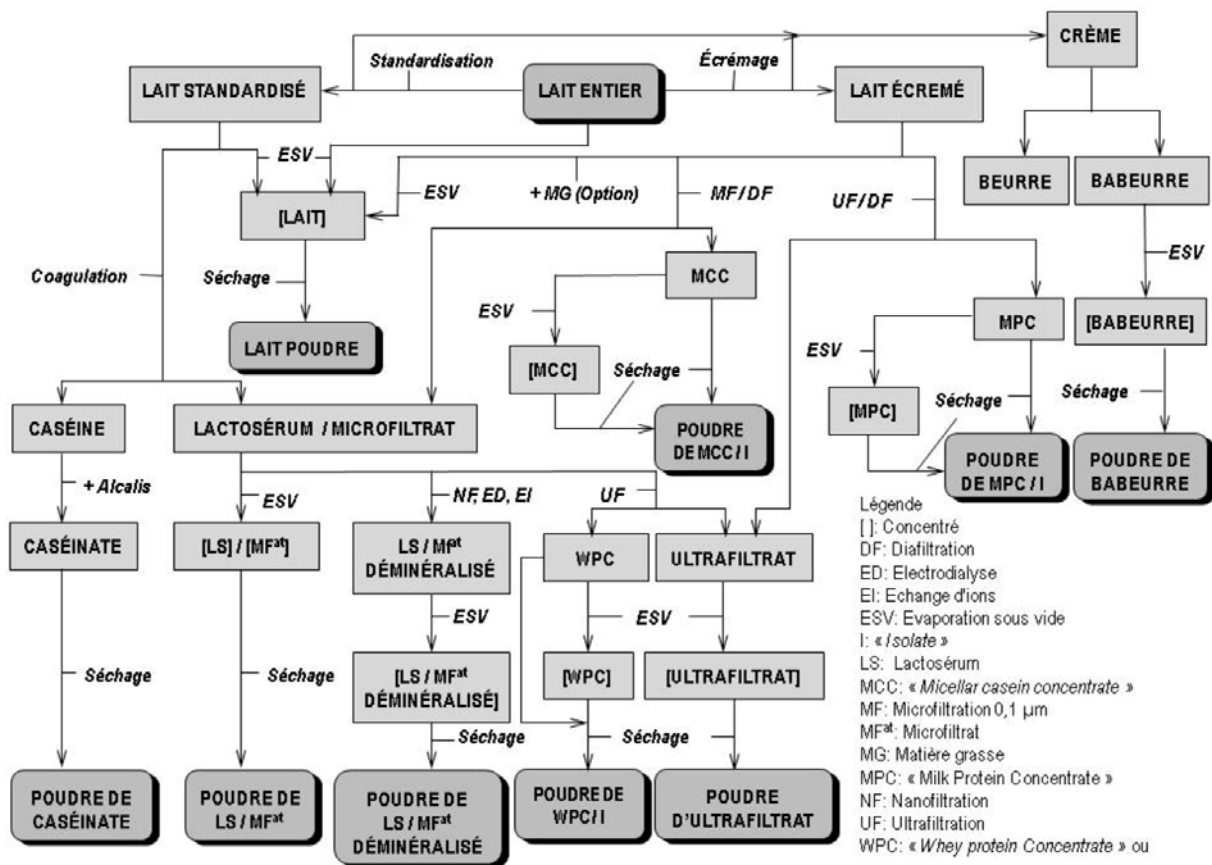 CRÈME
Standardisation
Écrémage
LAIT STANDARDISÉ
LAIT ENTIER
LAIT ÉCREMÉ
ESV
BEURRE
BABEURRE
[LAIT]
ESV
+ MG (Option)
MF / DF
UF / DF
ESV
Coagulation
Séchage
MCC
ESV
MPC
[BABEURRE]
LAIT POUDRE
[MCC]
Séchage
ESV
[MPC]
Séchage
Séchage
CASÉINE
LACTOSÉRUM / MICROFILTRAT
POUDRE
DE MCC / I
POUDRE
DE MPC / I
POUDRE DE
BABEURRE
+ Alcalis
ESV
NF, ED, EI
UF
CASÉINATE
[LS] / [MFat]
LS / MFat
DÉMINÉRALISÉ
WPC
ULTRAFILTRAT
ESV
ESV
Séchage
Séchage
[LS / MFat
DÉMINÉRALISÉ]
[WPC]
[ULTRAFILTRAT]
Séchage
Séchage
POUDRE DE
CASÉINATE
POUDRE DE
LS / MFat
POUDRE DE
LS / MFat
DÉMINÉRALISÉ
POUDRE DE
WPC / I
POUDRE
D'ULTRAFILTRAT
Légende
[ ]: Concentré
DF: Diafiltration
ED: Electrodialyse
EI: Echange d'ions
ESV: Evaporation sous vide
I: « Isolate »
LS: Lactosérum
MCC: « Micellar casein concentrate »
MF: Microfiltration 0,1 µm
MFat: Microfiltrat
MG: Matière grasse
MPC: « Milk Protein Concentrate »
NF: Nanofiltration
UF: Ultrafiltration
WPC: « Whey protein Concentrate » ou